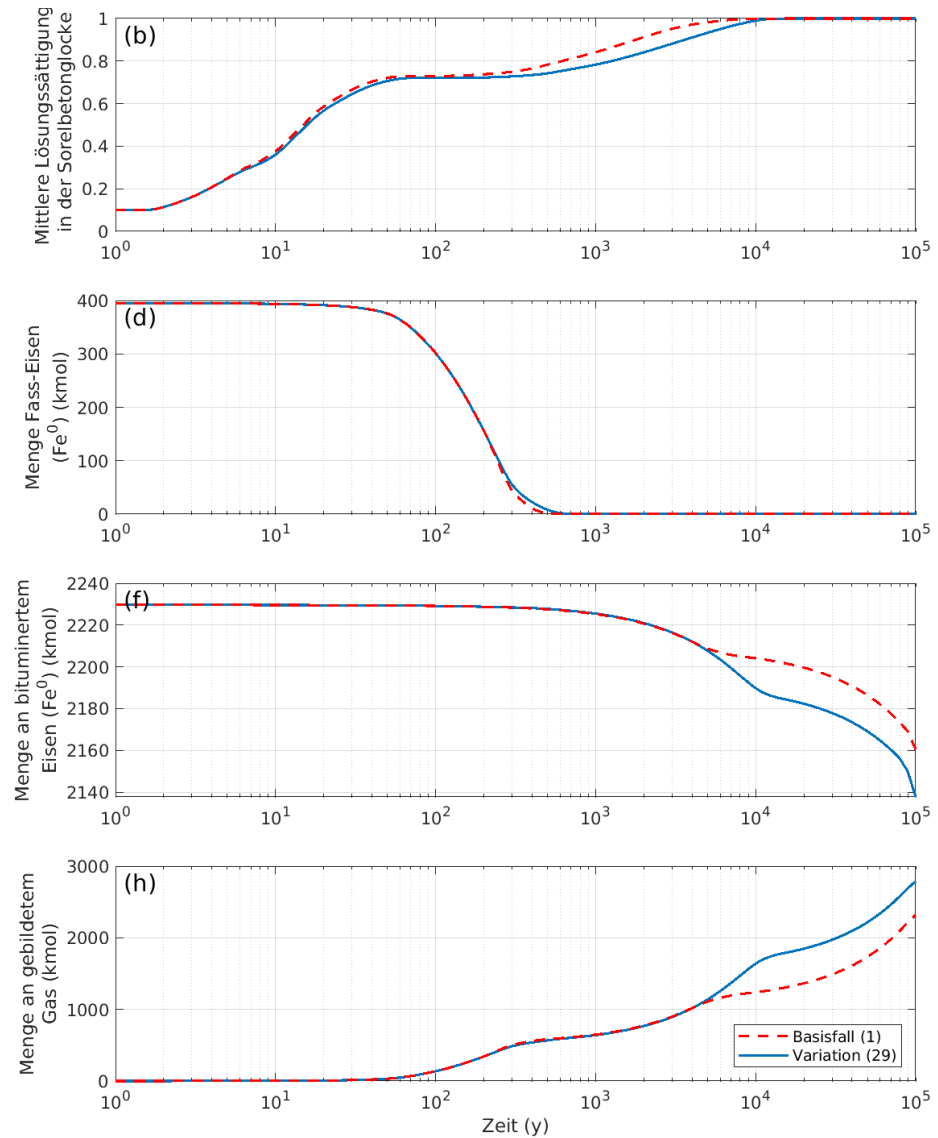 (b)
Mittlere Lösungssättigung
in der Sorelbetonglocke
1
0.8
0.6
0.4
0.2
0
10^0 10^1 10^2 10^3 10^4 10^5
(d)
Menge Fass-Eisen
(Fe^0) (kmol)
400
300
200
100
0
10^0 10^1 10^2 10^3 10^4 10^5
(f)
Menge an bituminertem
Eisen (Fe^0) (kmol)
2240
2220
2200
2180
2160
2140
10^0 10^1 10^2 10^3 10^4 10^5
(h)
Menge an gebildetem
Gas (kmol)
3000
2000
1000
0
Basisfall (1)
Variation (29)
10^0 10^1 10^2 10^3 10^4 10^5
Zeit (y)